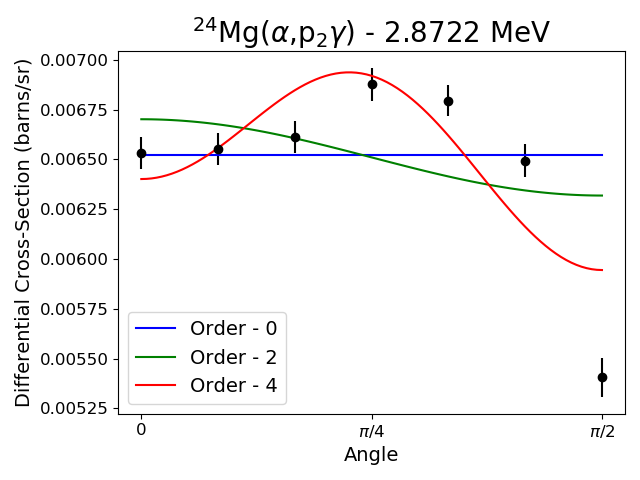 ²⁴Mg(α,p₂γ) - 2.8722 MeV
Differential Cross-Section (barns/sr)
0.00700
0.00675
0.00650
0.00625
0.00600
0.00575
0.00550
0.00525
Order - 0
Order - 2
Order - 4
0 π/4 π/2
Angle